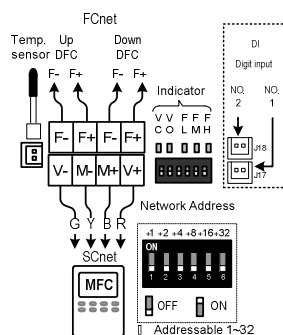 FCnet
Temp. sensor
Up DFC
Down DFC
F- F+ F- F+
DI
Digit input
NO. 2
NO. 1
Indicator
V V F F F
C O L M H
F- F+ F- F+
V- M- M+ V+
J18
J17
G Y B R
Network Address
+1 +2 +4 +8 +16 +32
ON
1 2 3 4 5 6
SCnet
MFC
OFF ON
Addressable 1~32